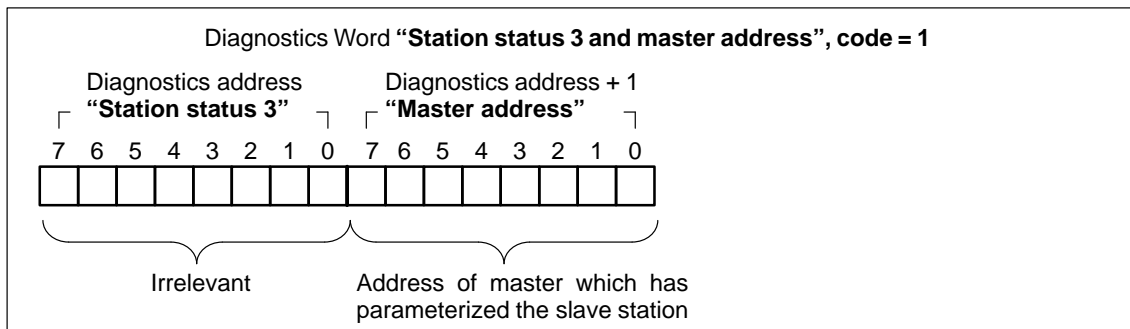 Diagnostics Word “Station status 3 and master address”, code = 1
Diagnostics address
“Station status 3”
Diagnostics address + 1
“Master address”
7 6 5 4 3 2 1 0 7 6 5 4 3 2 1 0
Irrelevant
Address of master which has
parameterized the slave station